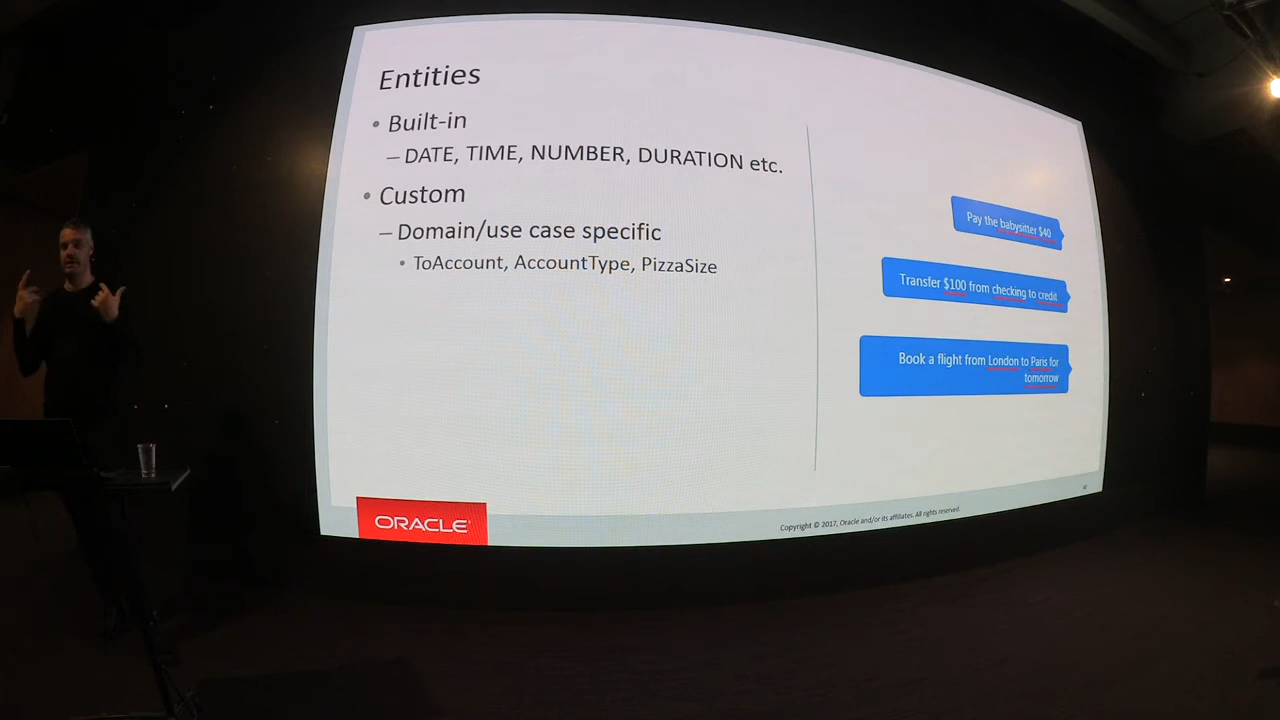 Entities
• Built-in
– DATE, TIME, NUMBER, DURATION etc.
• Custom
– Domain/use case specific
• ToAccount, AccountType, PizzaSize
Pay the babysitter $40
Transfer $100 from checking to credit
Book a flight from London to Paris for
tomorrow
ORACLE
Copyright © 2017, Oracle and/or its affiliates. All rights reserved.